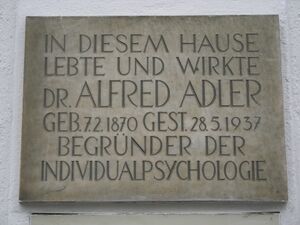 IN DIESEM HAUSE
LEBTE UND WIRKTE
DR. ALFRED ADLER
GEB. 7.2.1870 GEST. 28.5.1937
BEGRÜNDER DER
INDIVIDUALPSYCHOLOGIE